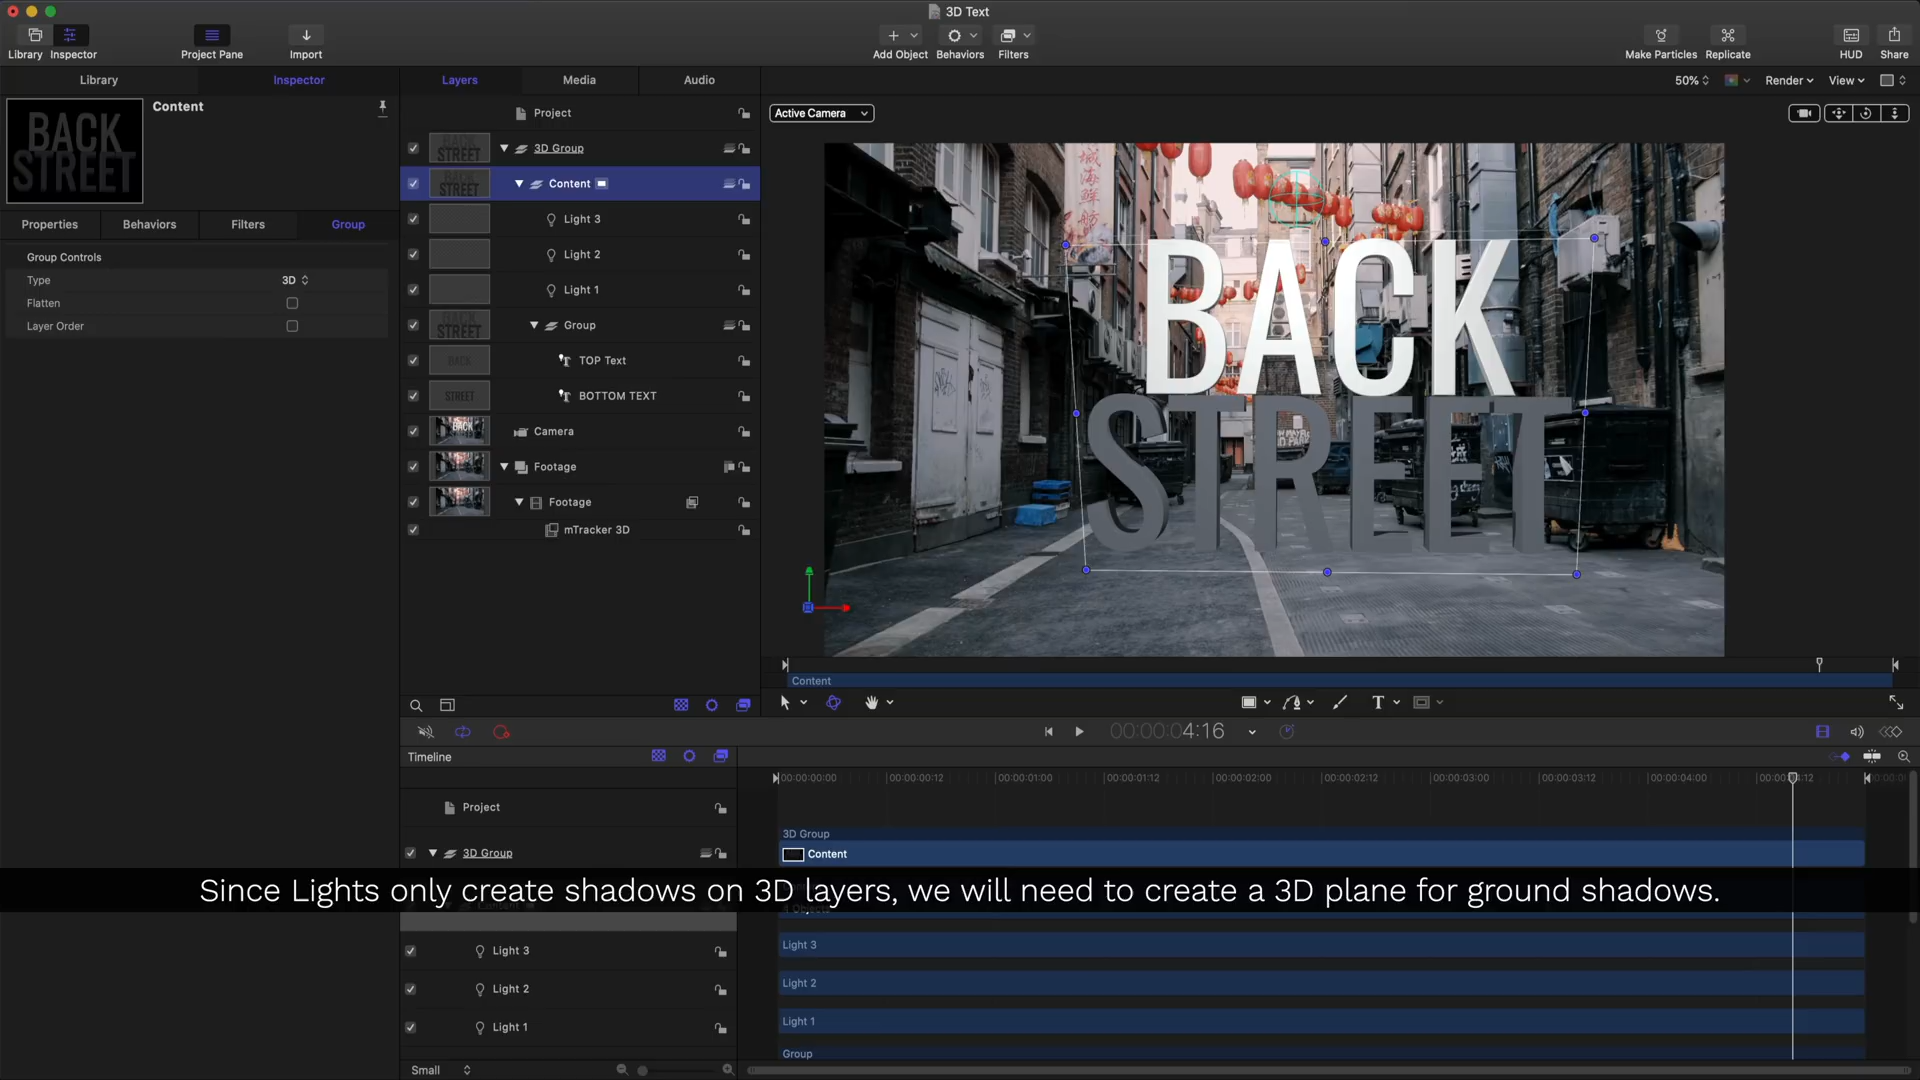 3D Text
Library
Inspector
Project Pane
Import
Add Object
Behaviors
Filters
Make Particles
Replicate
HUD
Share
Library
Inspector
Layers
Media
Audio
50%
Render
View
BACK
STREET
Content
Properties
Behaviors
Filters
Group
Group Controls
Type
3D
Flatten
Layer Order
Project
3D Group
Content
Light 3
Light 2
Light 1
Group
TOP Text
BOTTOM TEXT
Camera
Footage
Footage
mTracker 3D
Active Camera
城
海
鲜
舫
BACK
STREET
Content
00:00:00:04:16
Timeline
00:00:00:00
00:00:00:12
00:00:01:00
00:00:01:12
00:00:02:00
00:00:02:12
00:00:03:00
00:00:03:12
00:00:04:00
Project
3D Group
3D Group
Content
Since Lights only create shadows on 3D layers, we will need to create a 3D plane for ground shadows.
Light 3
Light 3
Light 2
Light 2
Light 1
Light 1
Group
Small